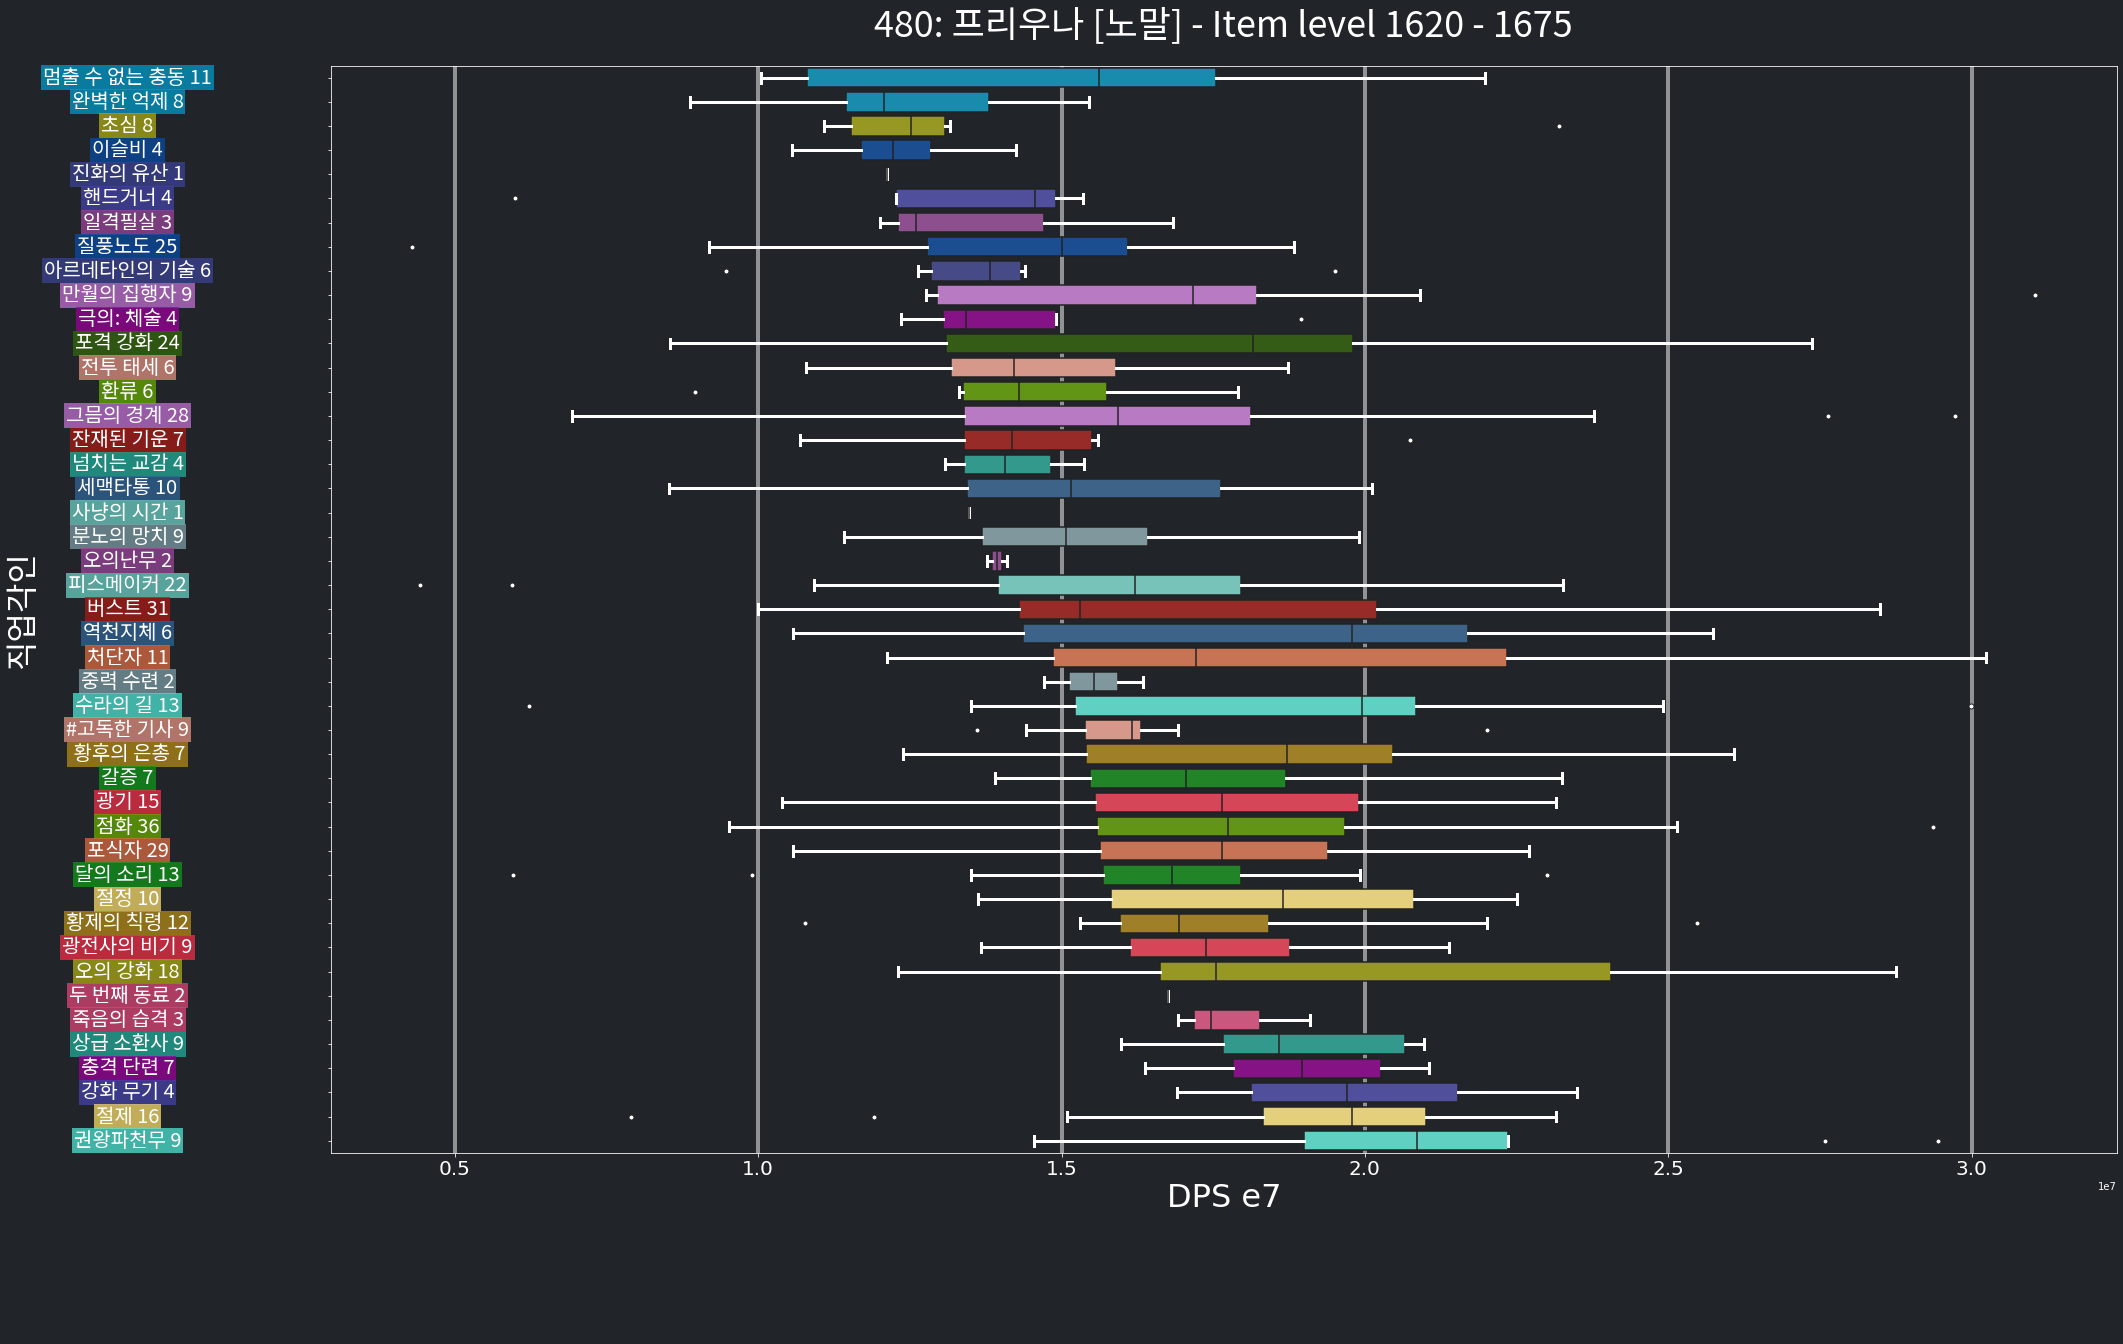 480: 프리우나 [노말] - Item level 1620 - 1675
직업각인
멈출 수 없는 충동 11
완벽한 억제 8
초심 8
이슬비 4
진화의 유산 1
핸드거너 4
일격필살 3
질풍노도 25
아르데타인의 기술 6
만월의 집행자 9
극의: 체술 4
포격 강화 24
전투 태세 6
환류 6
그믐의 경계 28
잔재된 기운 7
넘치는 교감 4
세맥타통 10
사냥의 시간 1
분노의 망치 9
오의난무 2
피스메이커 22
버스트 31
역천지체 6
처단자 11
중력 수련 2
수라의 길 13
#고독한 기사 9
황후의 은총 7
갈증 7
광기 15
점화 36
포식자 29
달의 소리 13
절정 10
황제의 칙령 12
광전사의 비기 9
오의 강화 18
두 번째 동료 2
죽음의 습격 3
상급 소환사 9
충격 단련 7
강화 무기 4
절제 16
권왕파천무 9
0.5 1.0 1.5 2.0 2.5 3.0
DPS e7
1e7